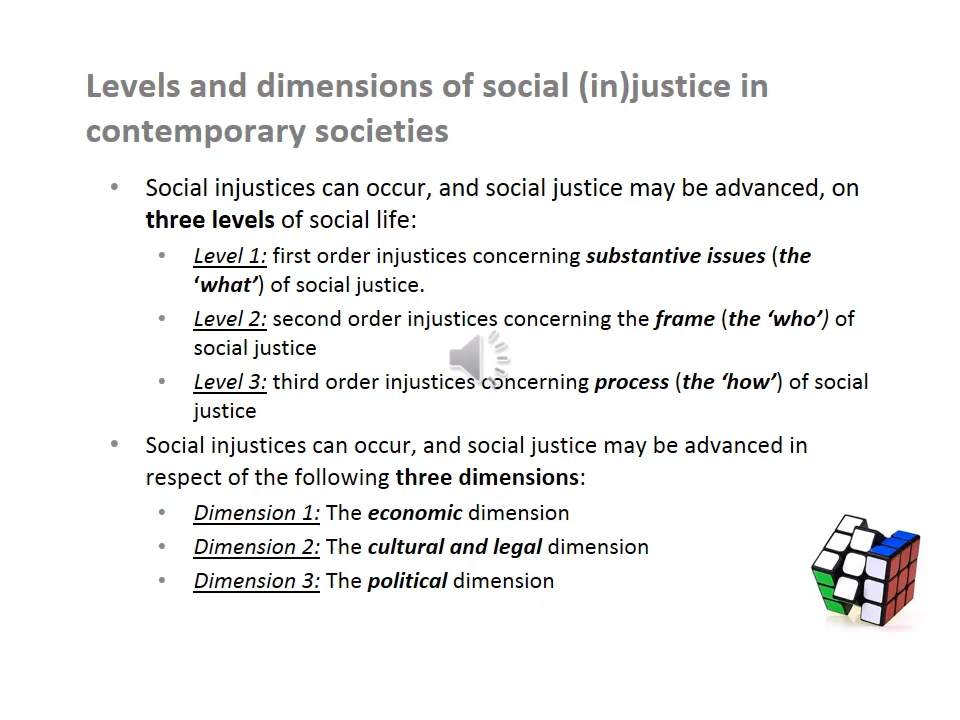 Levels and dimensions of social (in)justice in
contemporary societies
• Social injustices can occur, and social justice may be advanced, on
three levels of social life:
• Level 1: first order injustices concerning substantive issues (the
‘what’) of social justice.
• Level 2: second order injustices concerning the frame (the ‘who’) of
social justice
• Level 3: third order injustices concerning process (the ‘how’) of social
justice
• Social injustices can occur, and social justice may be advanced in
respect of the following three dimensions:
• Dimension 1: The economic dimension
• Dimension 2: The cultural and legal dimension
• Dimension 3: The political dimension